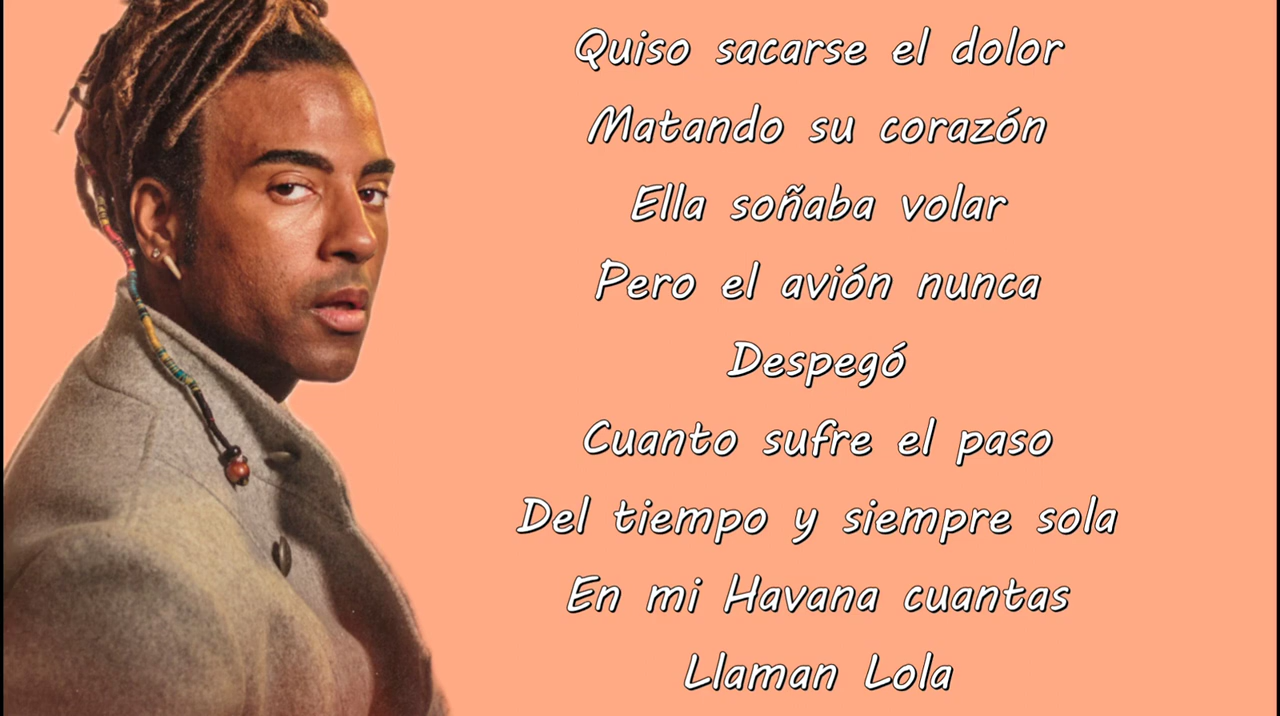 Quiso sacarse el dolor
Matando su corazón
Ella soñaba volar
Pero el avión nunca
Despegó
Cuanto sufre el paso
Del tiempo y siempre sola
En mi Havana cuantas
Llaman Lola